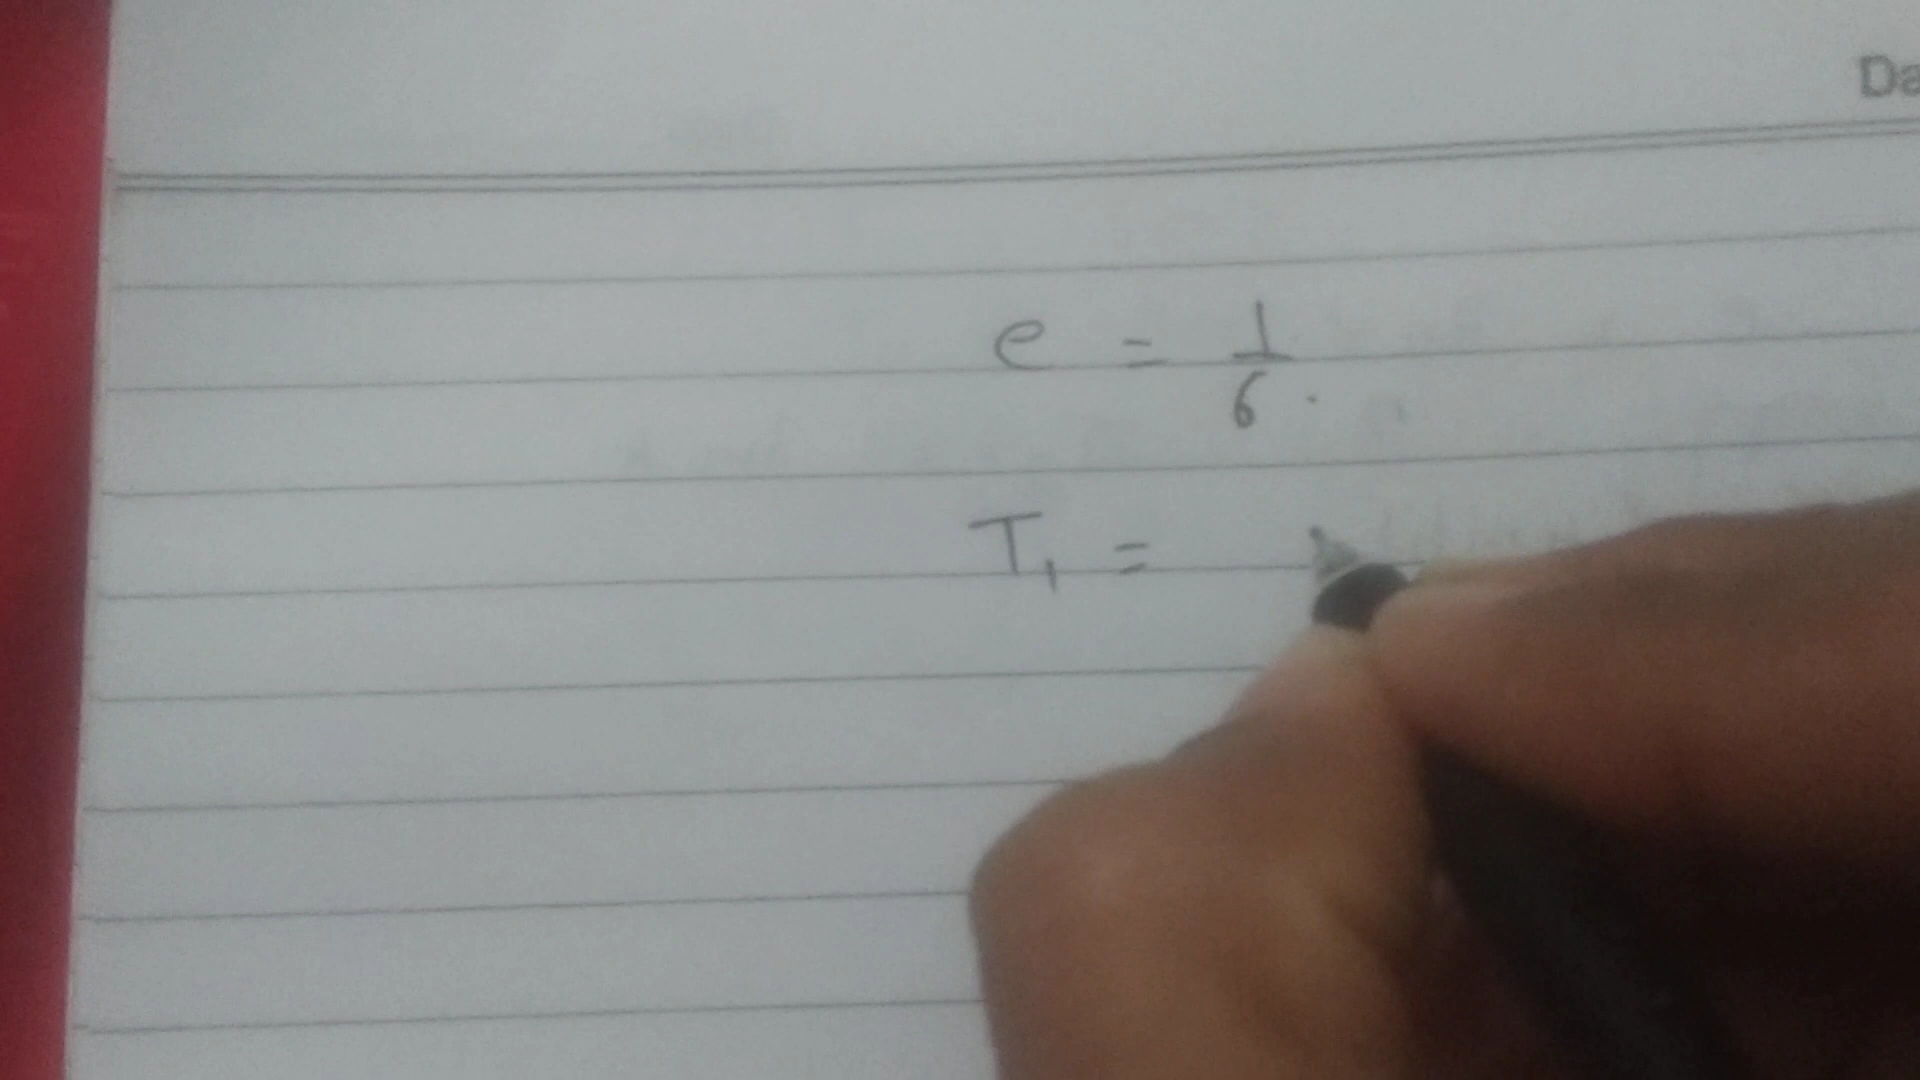 Da
e = 1/6.
T₁ =